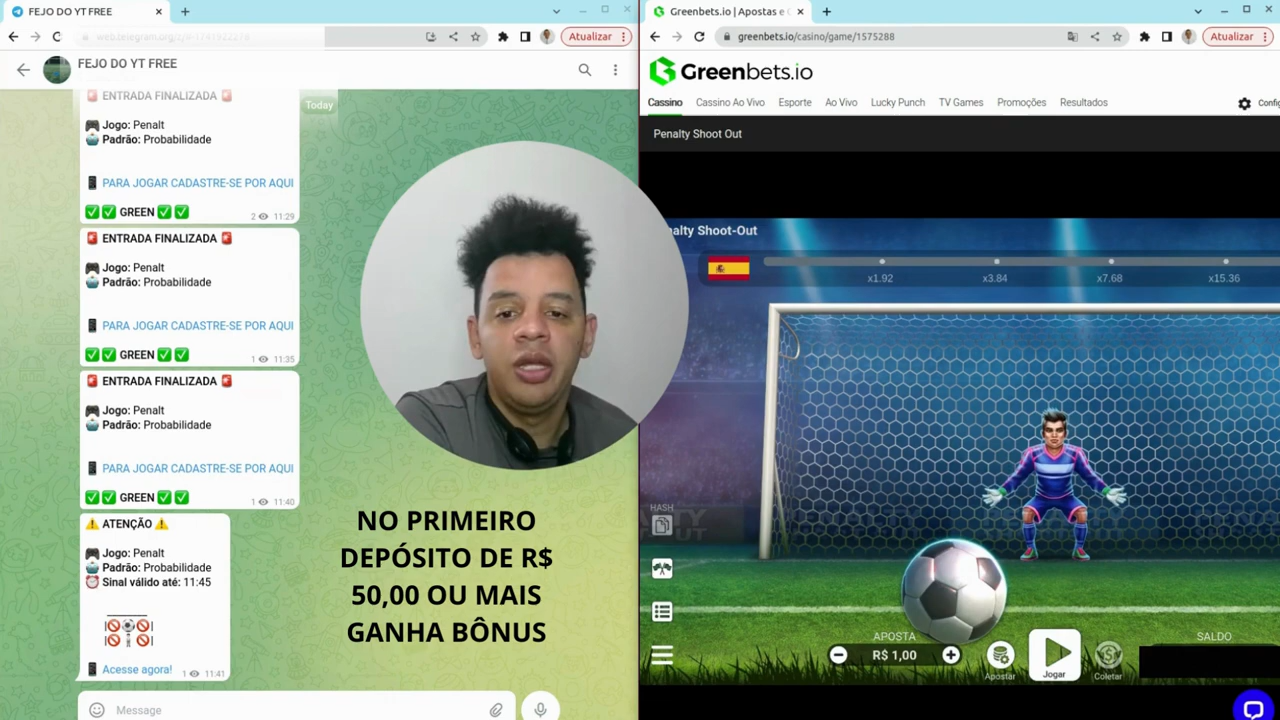 FEJO DO YT FREE
web.telegram.org/z/#-1741922276
Atualizar
FEJO DO YT FREE
Today
ENTRADA FINALIZADA
Jogo: Penalt
Padrão: Probabilidade
PARA JOGAR CADASTRE-SE POR AQUI
GREEN
2 11:29
ENTRADA FINALIZADA
Jogo: Penalt
Padrão: Probabilidade
PARA JOGAR CADASTRE-SE POR AQUI
GREEN
1 11:35
ENTRADA FINALIZADA
Jogo: Penalt
Padrão: Probabilidade
PARA JOGAR CADASTRE-SE POR AQUI
GREEN
1 11:40
ATENÇÃO
Jogo: Penalt
Padrão: Probabilidade
Sinal válido até: 11:45
Acesse agora!
1 11:41
Message
NO PRIMEIRO
DEPÓSITO DE R$
50,00 OU MAIS
GANHA BÔNUS
Greenbets.io | Apostas e C
greenbets.io/casino/game/1575288
Atualizar
Greenbets.io
Cassino Cassino Ao Vivo Esporte Ao Vivo Lucky Punch TV Games Promoções Resultados Config
Penalty Shoot Out
alty Shoot-Out
x1.92 x3.84 x7.68 x15.36
HASH
APOSTA
R$ 1,00
Apostar
Jogar
Coletar
SALDO